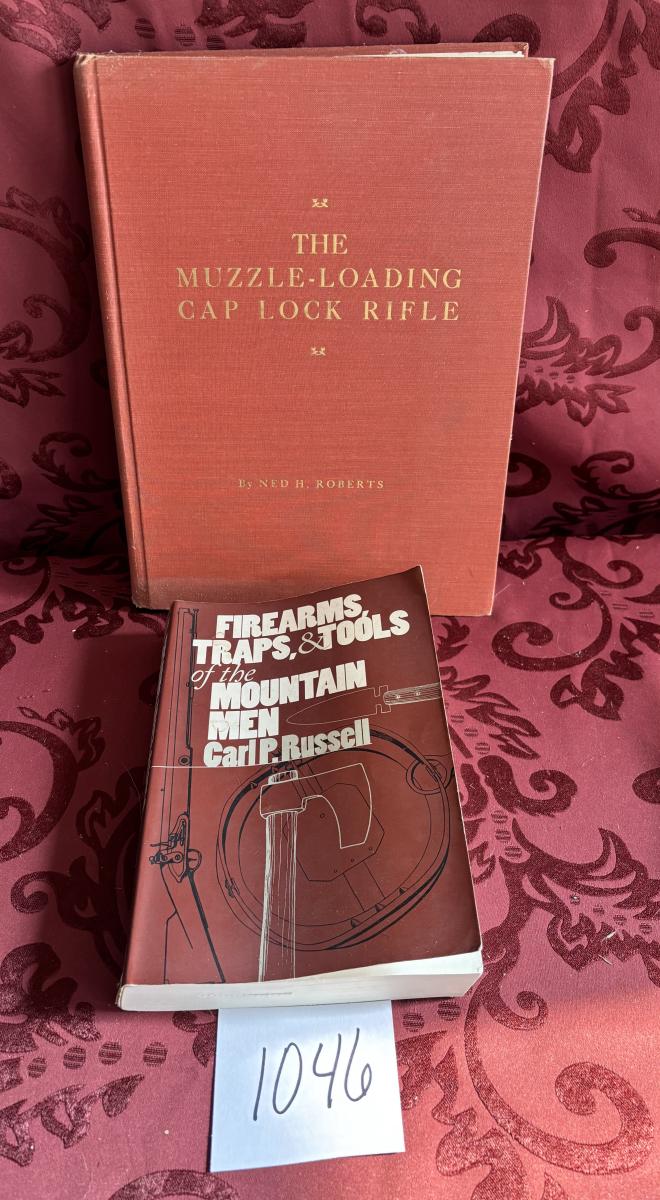 THE
MUZZLE-LOADING
CAP LOCK RIFLE
By NED H. ROBERTS
FIREARMS,
TRAPS, & TOOLS
of the
MOUNTAIN
MEN
Carl P. Russell
1046